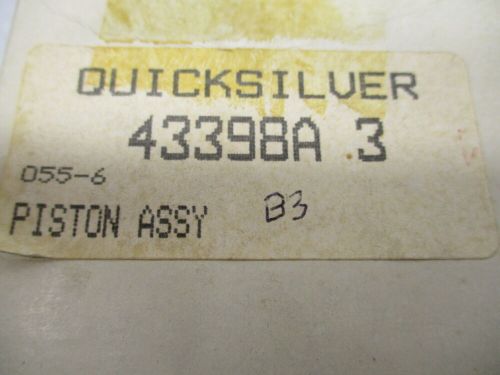 QUICKSILVER
43398A 3
055-6
PISTON ASSY B3